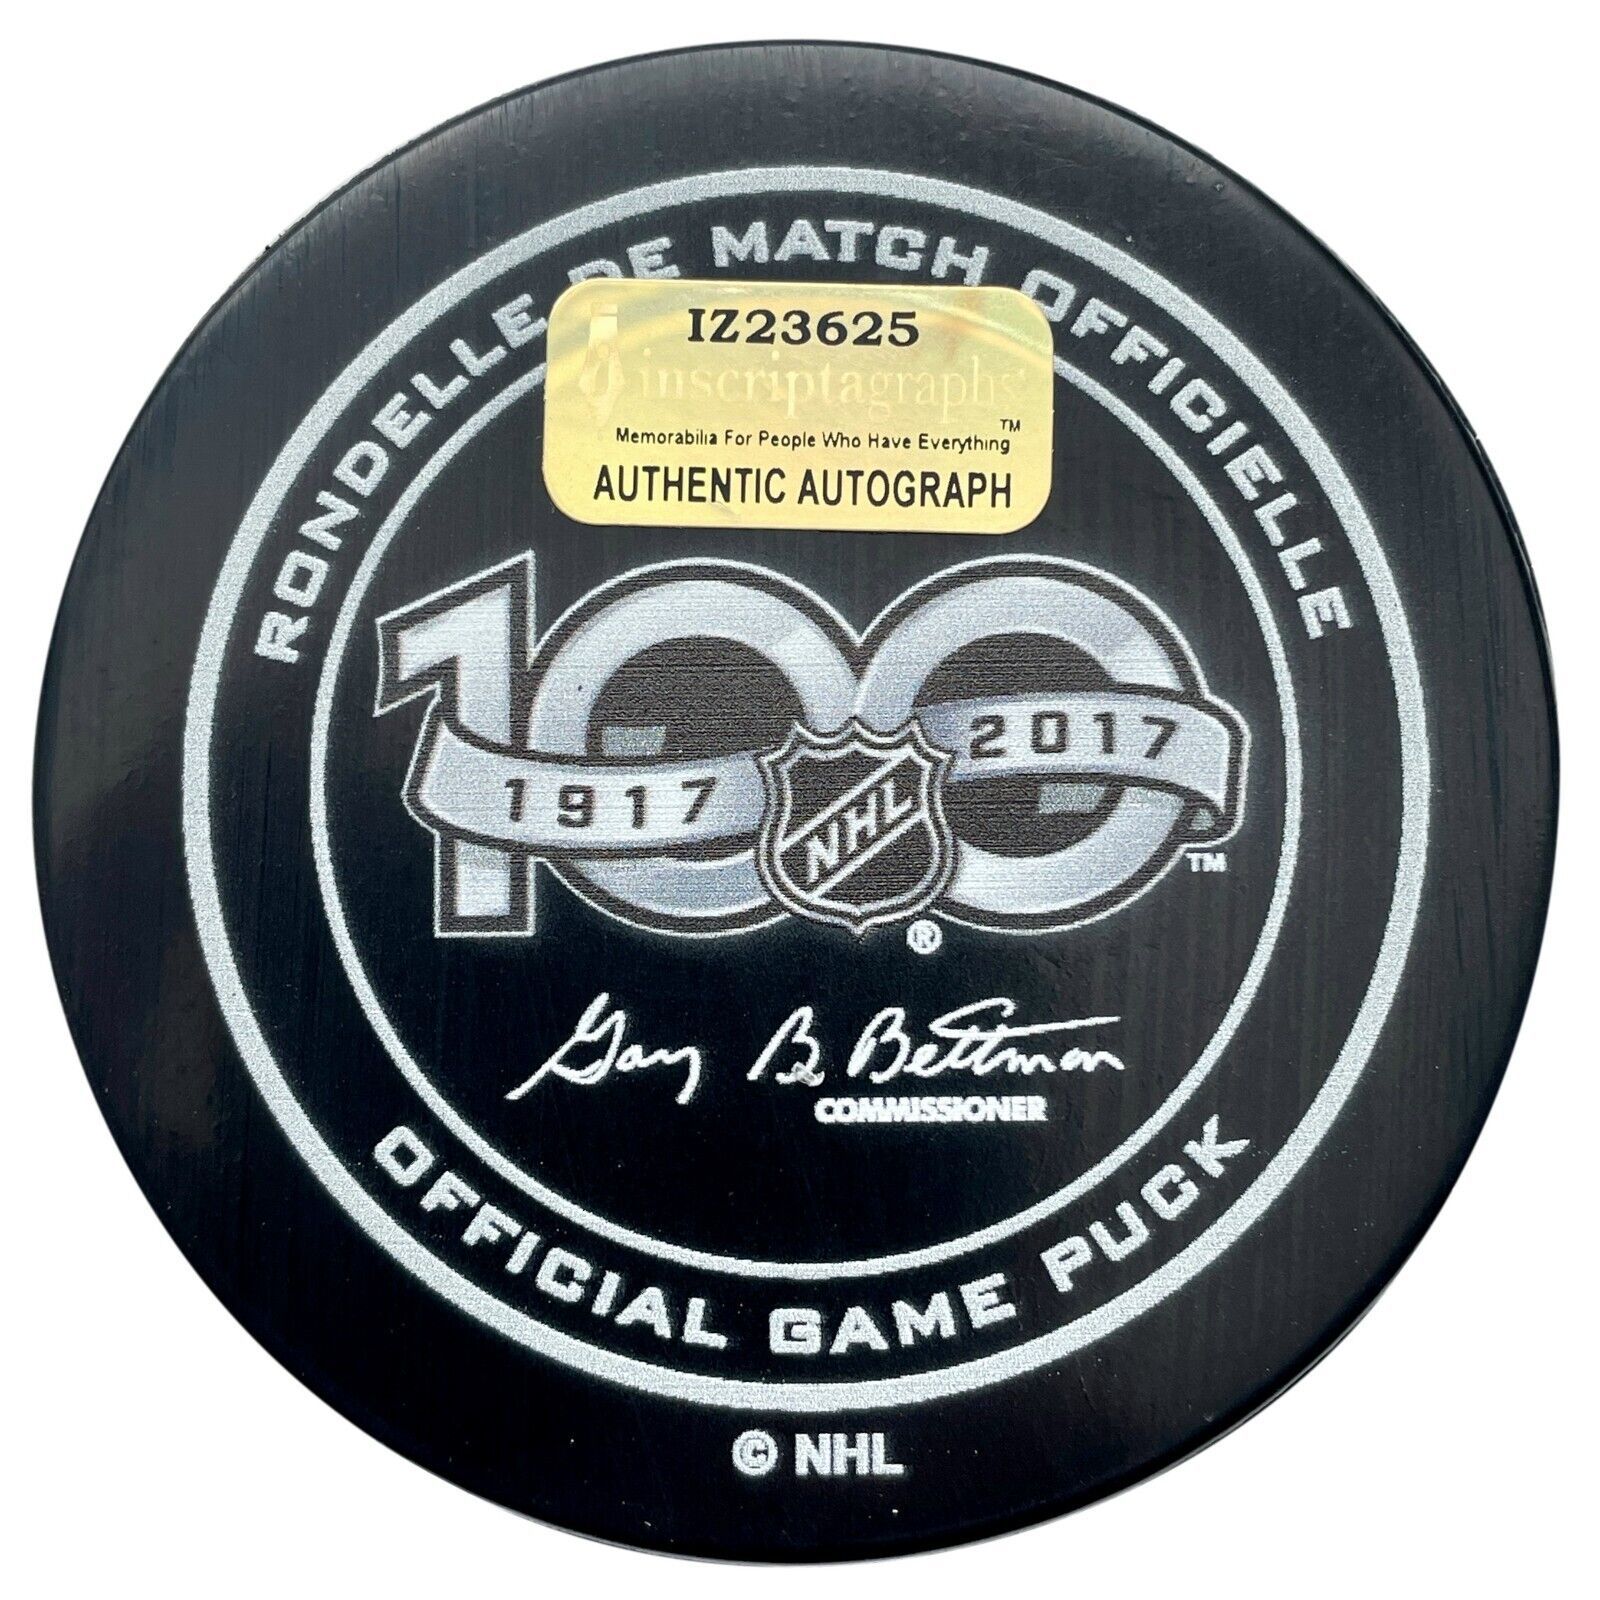 RONDELLE DE MATCH OFFICIELLE
IZ23625
inscriptagraphs
™
Memorabilia For People Who Have Everything
AUTHENTIC AUTOGRAPH
100
1917
2017
NHL
™
®
Gary B. Bettman
COMMISSIONER
OFFICIAL GAME PUCK
© NHL